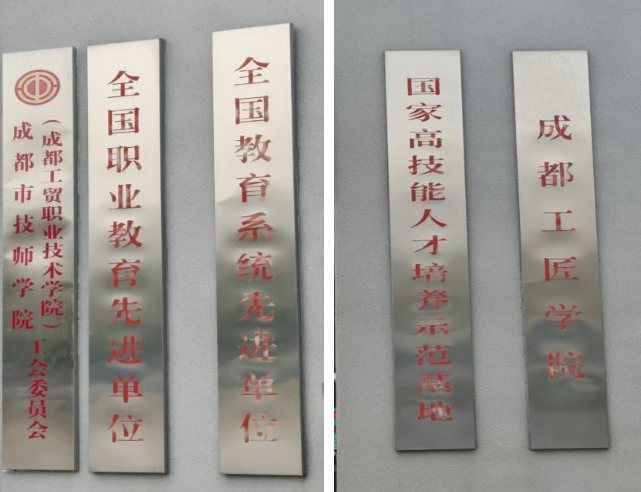 成都市技师学院
(成都工贸职业技术学院)
工会委员会
全国职业教育先进单位
全国教育系统先进单位
国家高技能人才培养示范基地
成都工匠学院